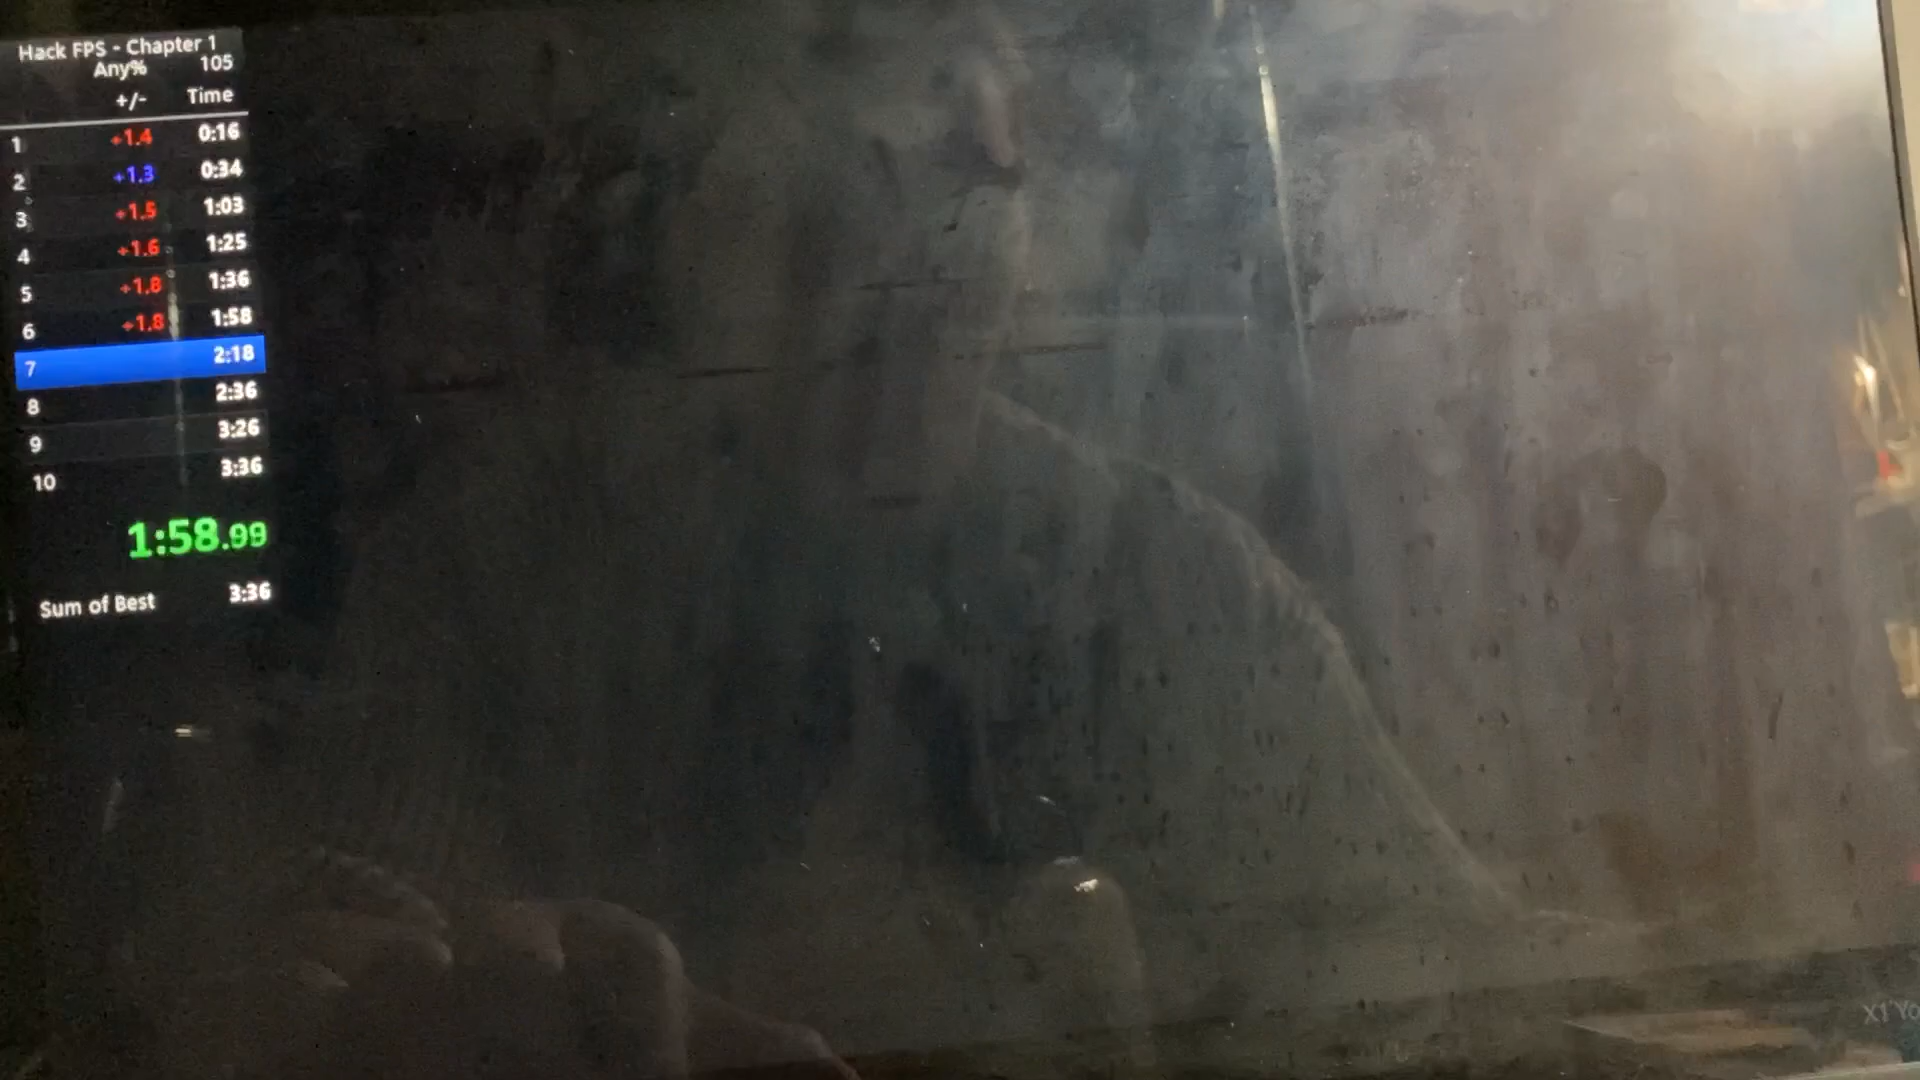 Hack FPS - Chapter 1
Any% 105
+/- Time
1 +1.4 0:16
2 +1.3 0:34
3 +1.5 1:03
4 +1.6 1:25
5 +1.8 1:36
6 +1.8 1:58
7 2:18
8 2:36
9 3:26
10 3:36
1:58.99
Sum of Best 3:36
X1 Yo